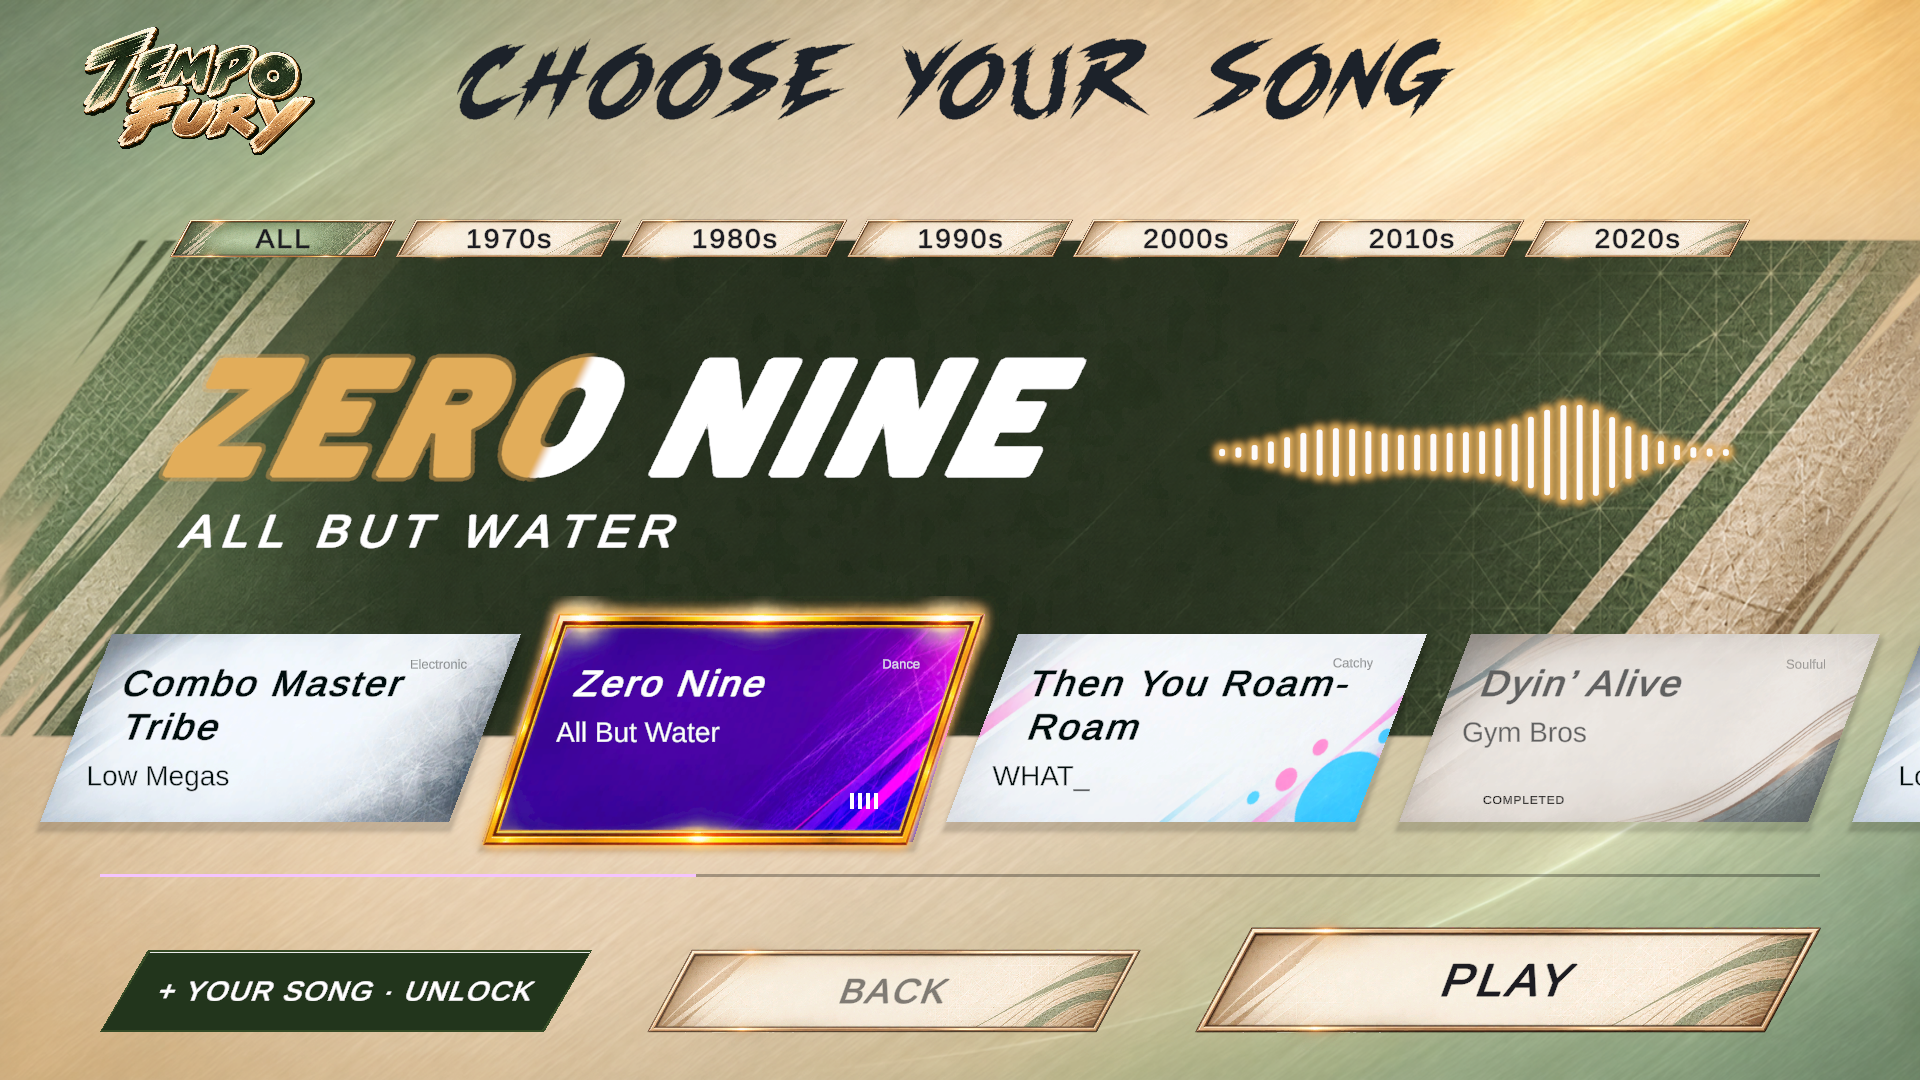 TEMPO
FURY
CHOOSE YOUR SONG
ALL
1970s
1980s
1990s
2000s
2010s
2020s
ZERO NINE
ALL BUT WATER
Combo Master
Tribe
Electronic
Low Megas
Zero Nine
Dance
All But Water
Then You Roam-
Roam
Catchy
WHAT_
Dyin’ Alive
Soulful
Gym Bros
COMPLETED
+ YOUR SONG · UNLOCK
BACK
PLAY